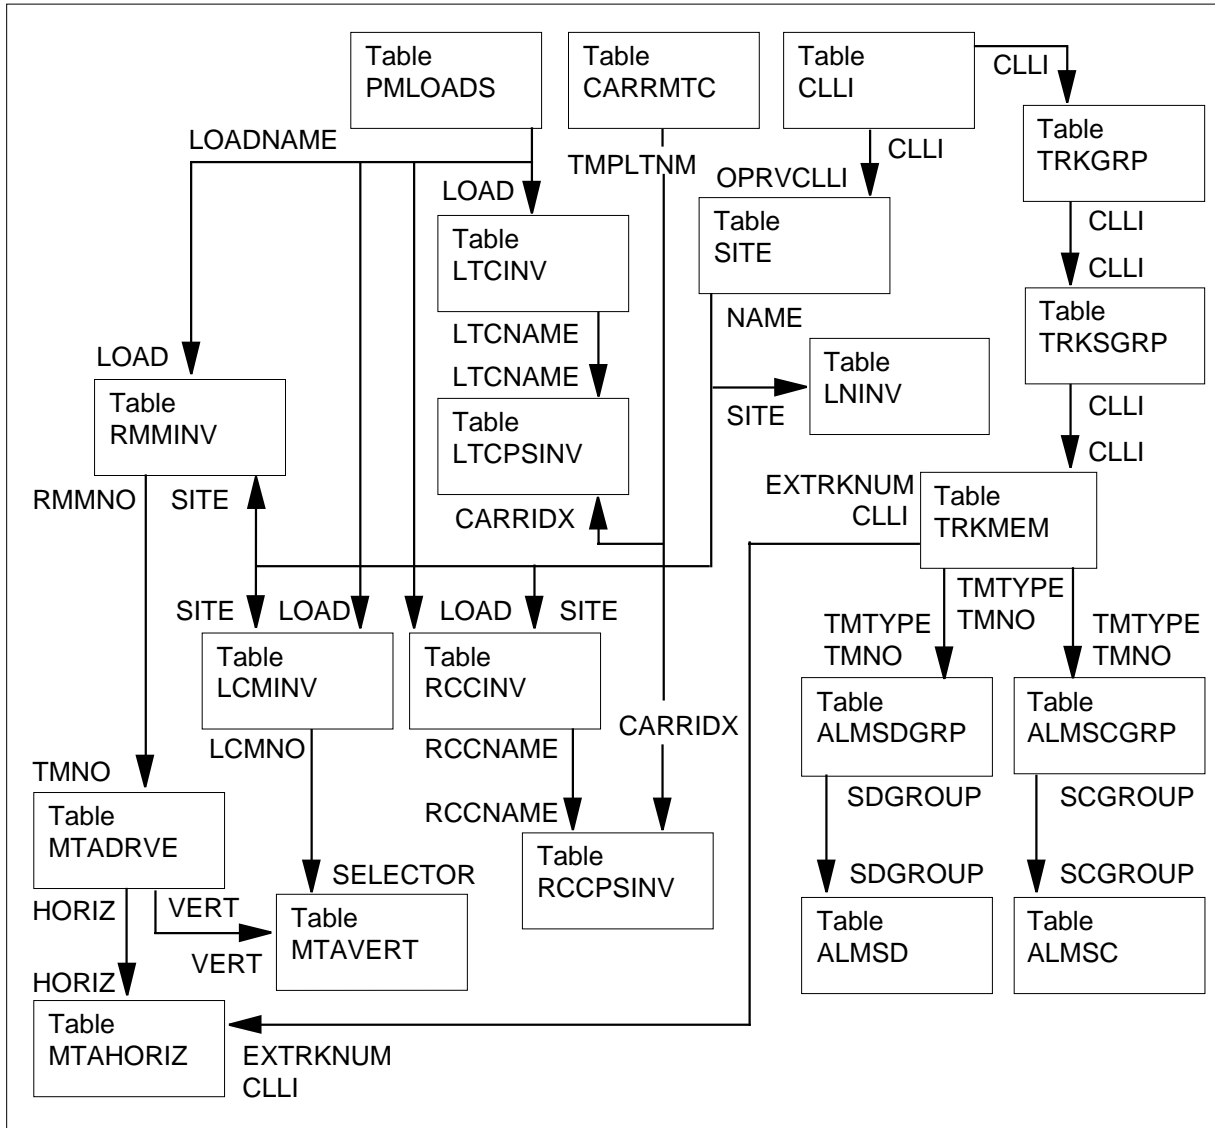 Table
PMLOADS
Table
CARRMTC
Table
CLLI
CLLI
LOADNAME
TMPLTNM
CLLI
Table
TRKGRP
LOAD
OPRVCLLI
Table
LTCINV
Table
SITE
CLLI
CLLI
LTCNAME
NAME
Table
TRKSGRP
LOAD
LTCNAME
Table
LNINV
SITE
Table
RMMINV
Table
LTCPSINV
CLLI
CLLI
RMMNO
SITE
CARRIDX
EXTRKNUM
CLLI
Table
TRKMEM
SITE
LOAD
LOAD
SITE
TMTYPE
TMNO
TMTYPE
TMNO
TMTYPE
TMNO
Table
LCMINV
Table
RCCINV
Table
ALMSDGRP
Table
ALMSCGRP
LCMNO
RCCNAME
CARRIDX
TMNO
SDGROUP
SCGROUP
Table
MTADRVE
RCCNAME
Table
RCCPSINV
SELECTOR
SDGROUP
SCGROUP
HORIZ
VERT
VERT
Table
MTAVERT
Table
ALMSD
Table
ALMSC
HORIZ
Table
MTAHORIZ
EXTRKNUM
CLLI